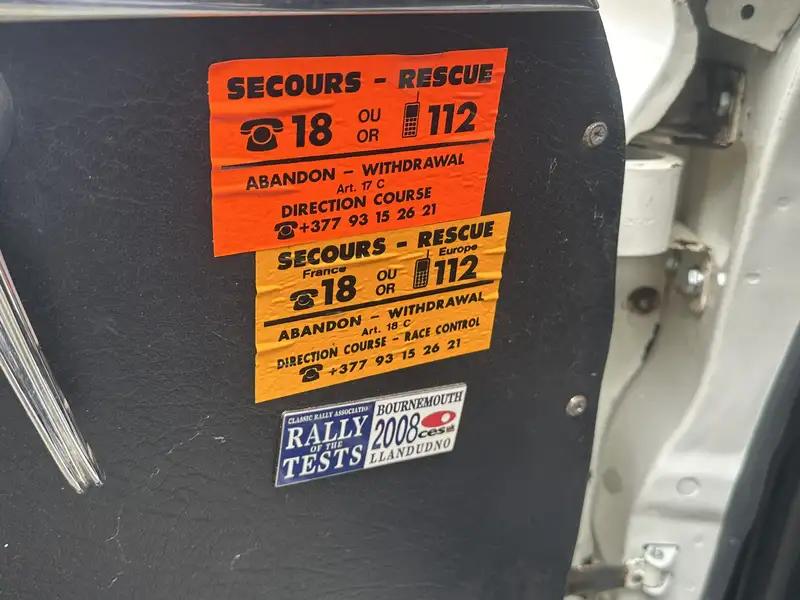 SECOURS - RESCUE
18 OU OR 112
ABANDON - WITHDRAWAL
Art. 17 C
DIRECTION COURSE
+377 93 15 26 21
SECOURS - RESCUE
France Europe
18 OU OR 112
ABANDON - WITHDRAWAL
Art. 18 C
DIRECTION COURSE - RACE CONTROL
+377 93 15 26 21
CLASSIC RALLY ASSOCIATION
RALLY
OF THE
TESTS
BOURNEMOUTH
2008 ces
LLANDUDNO